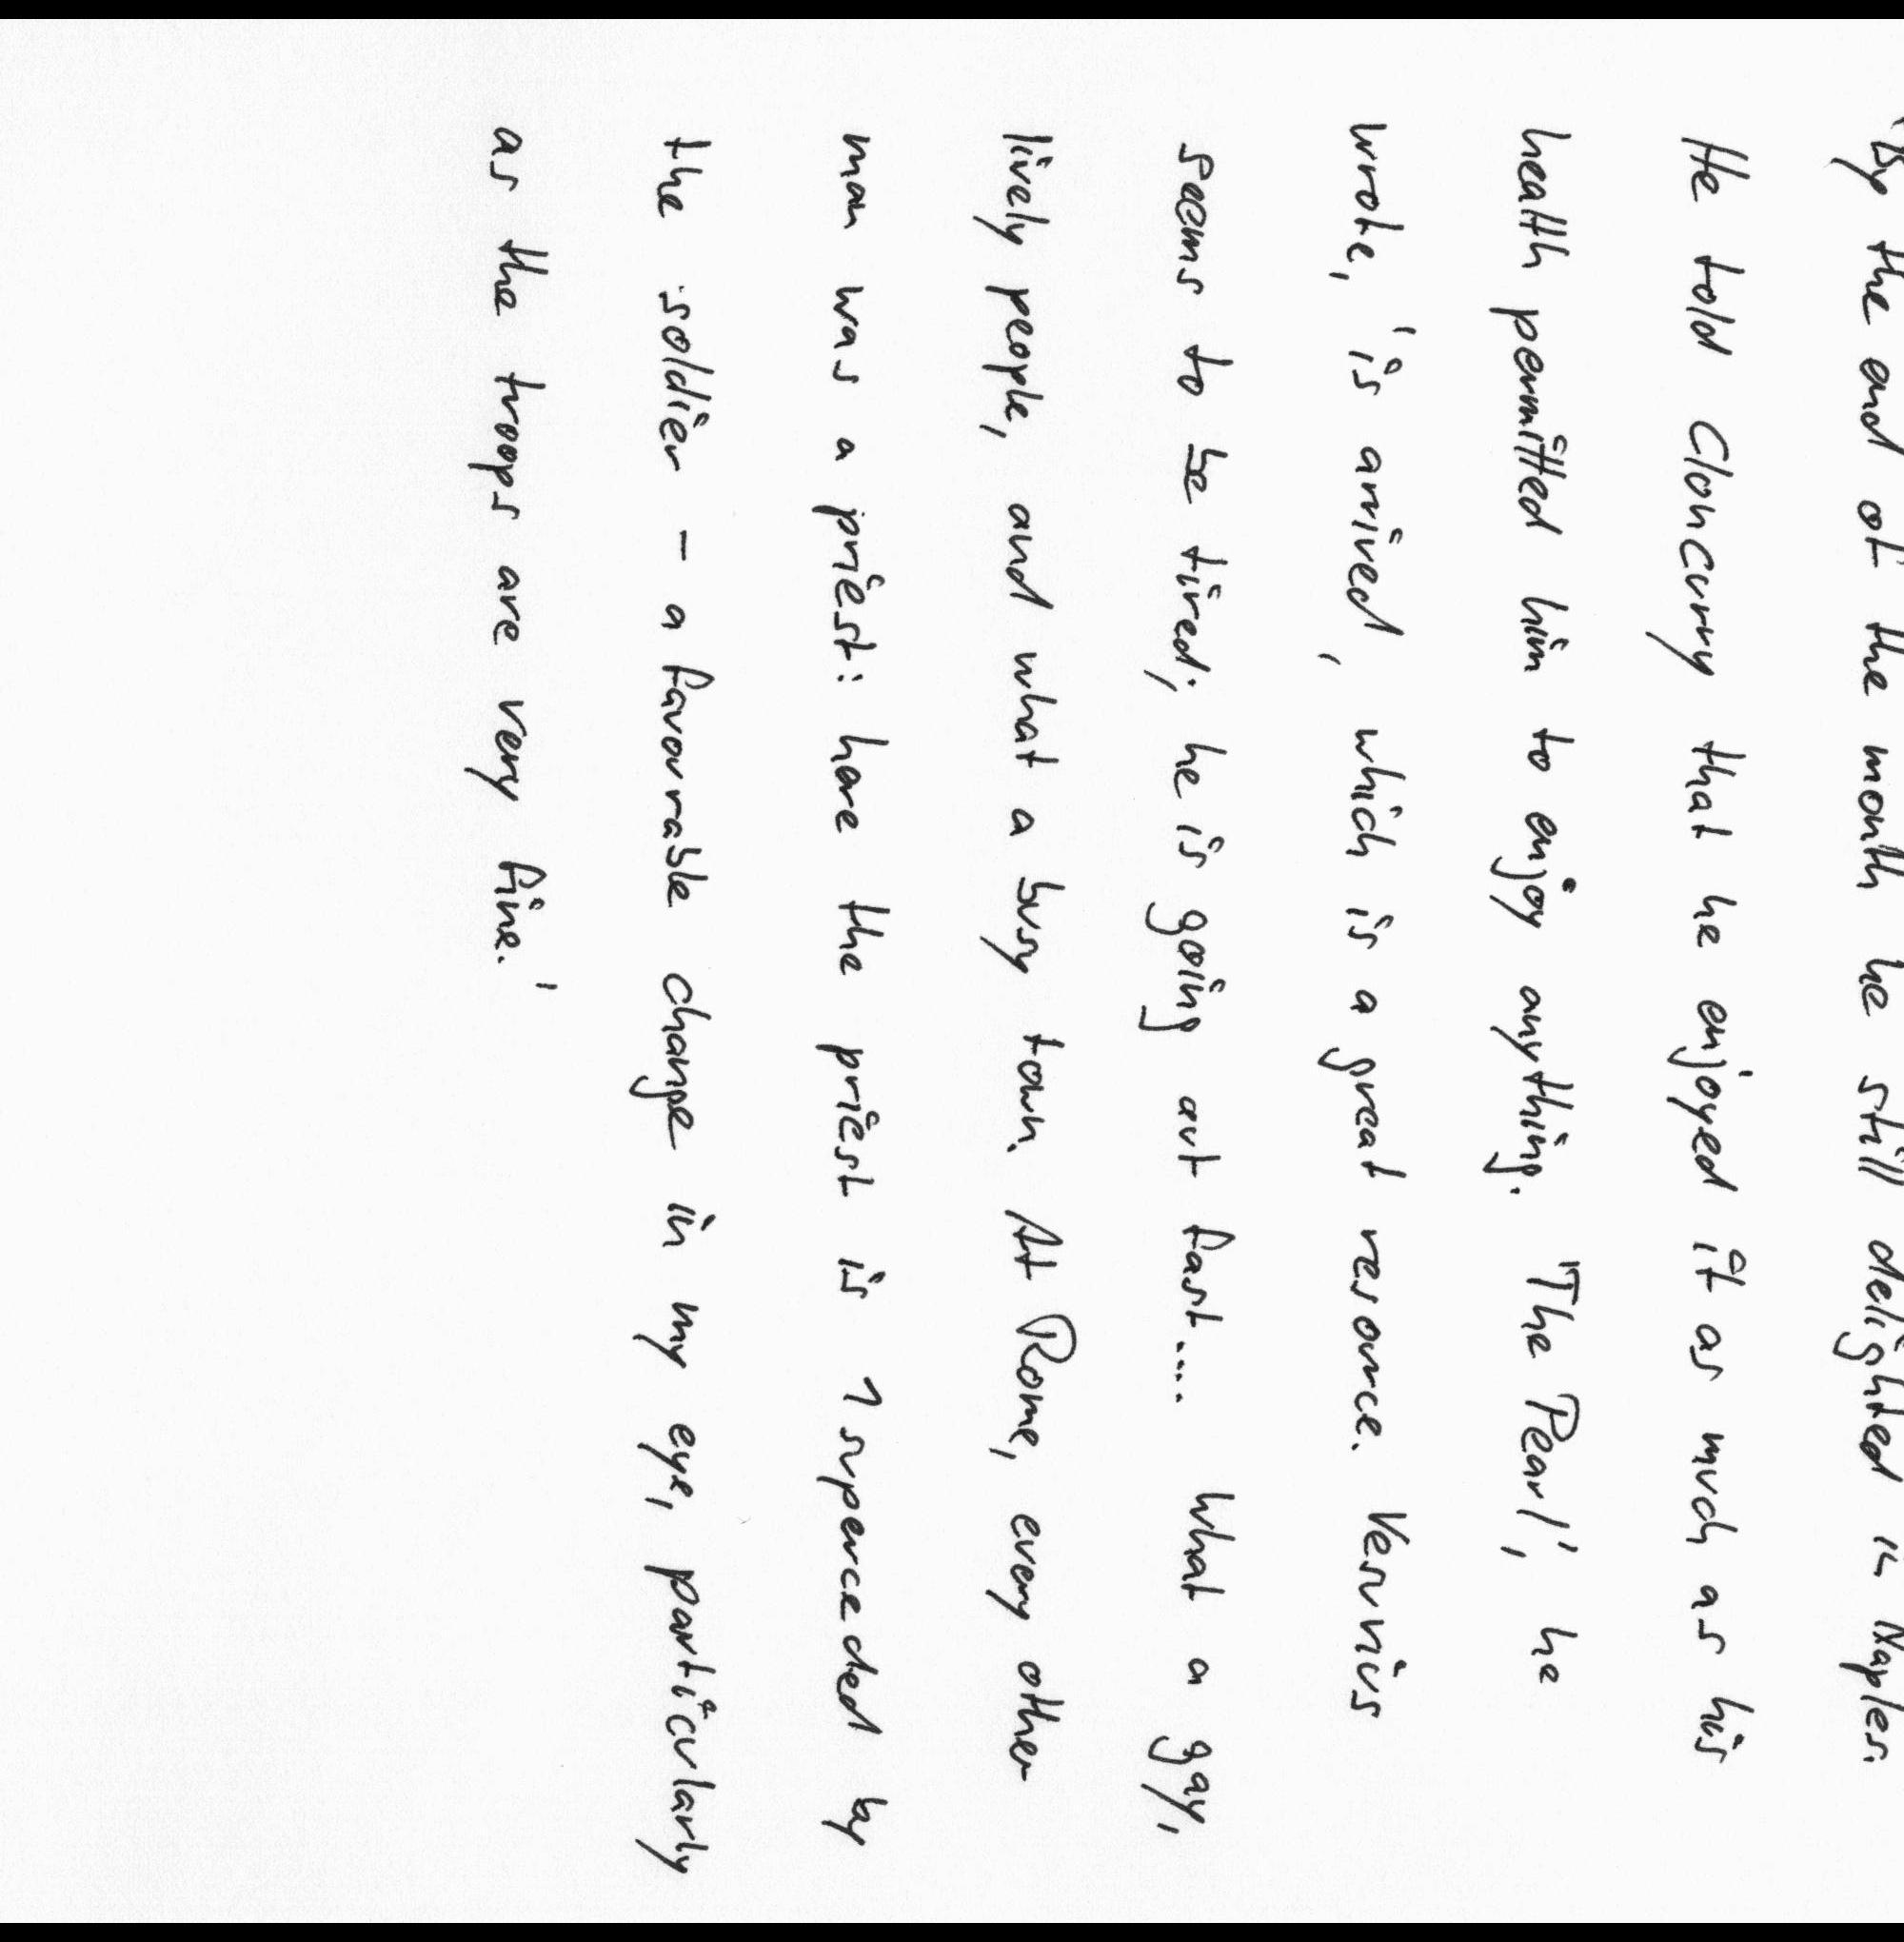 By the end of the month he still delighted in Naples.
He told Cloncurry that he enjoyed it as much as his
health permitted him to enjoy anything. "The Pearl', he
wrote, 'is arrived, which is a great resource. Vesuvius
seems to be tired; he is going out fast.... What a gay,
lively people, and what a busy town. At Rome, every other
man was a priest: here the priest is superceded by
the soldier - a favourable change in my eye, particularly
as the troops are very fine.'